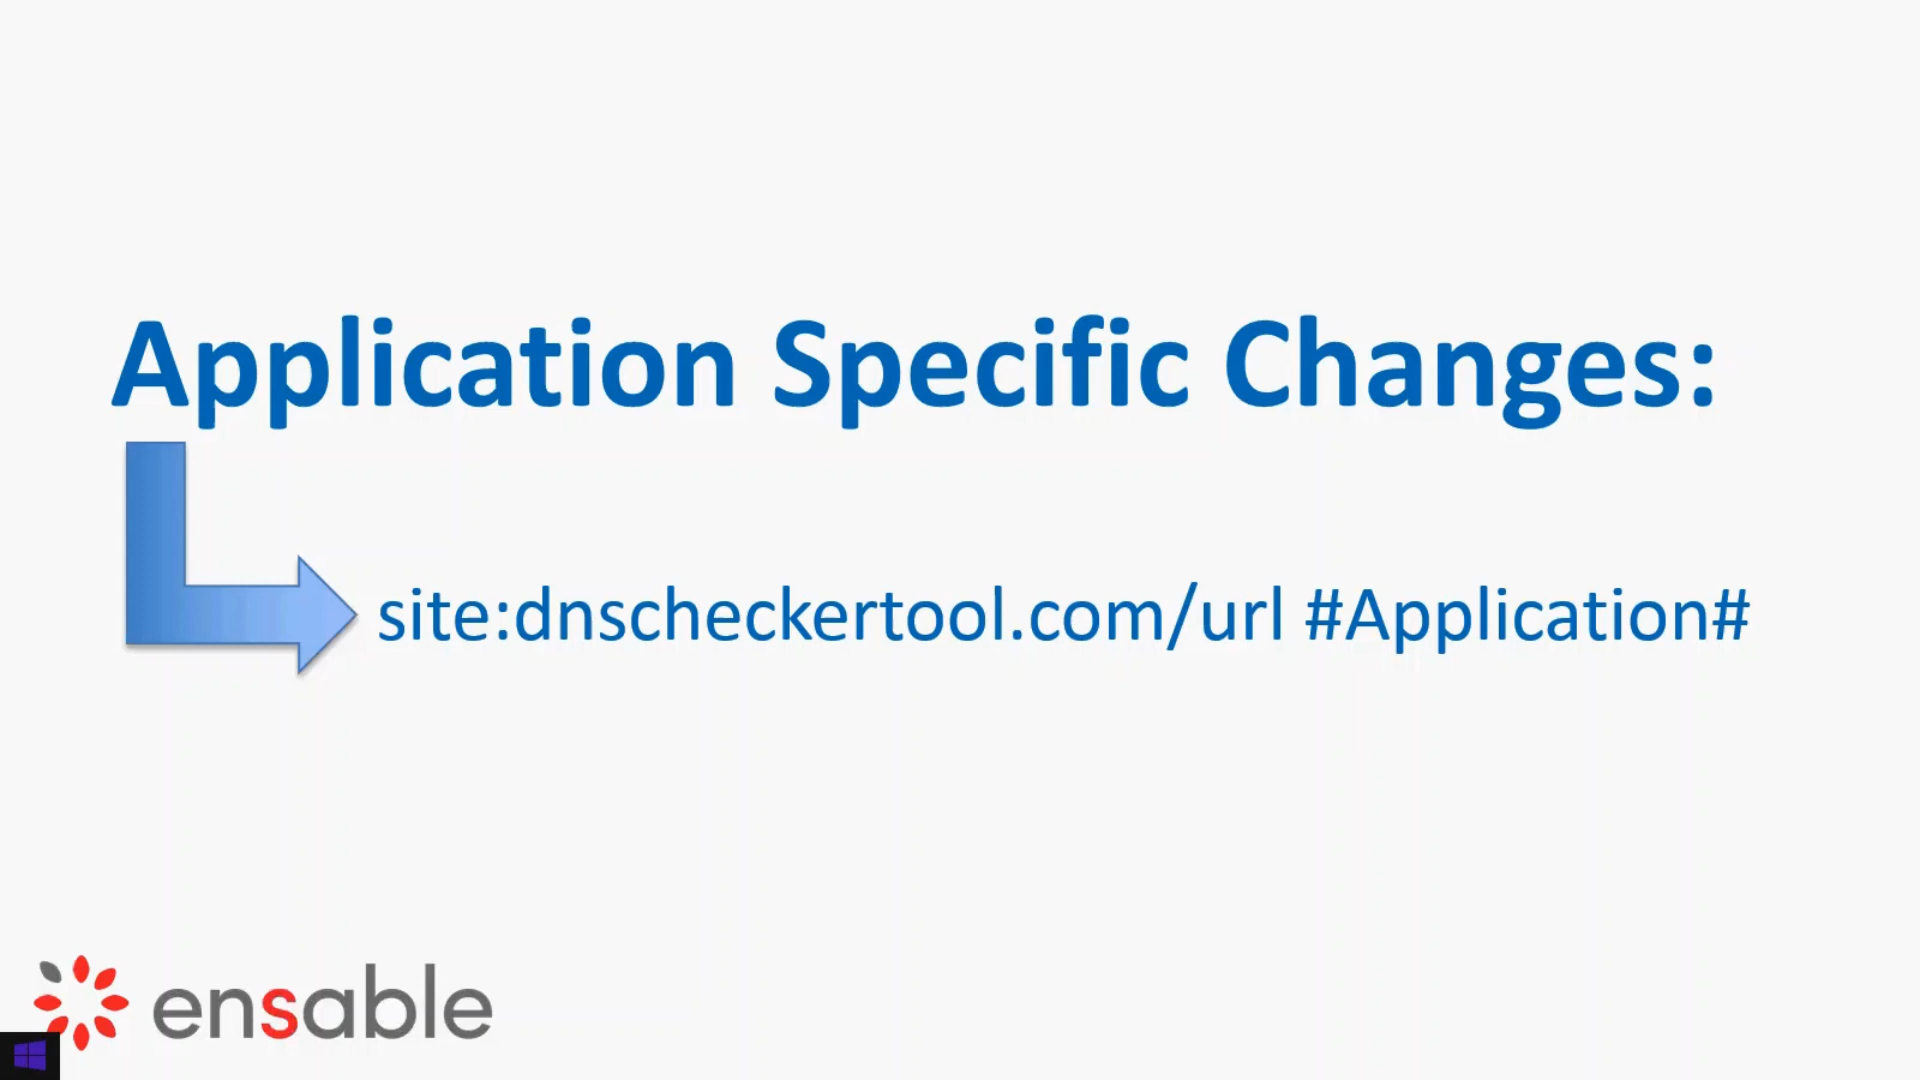 Application Specific Changes:
site:dnscheckertool.com/url #Application#
ensable